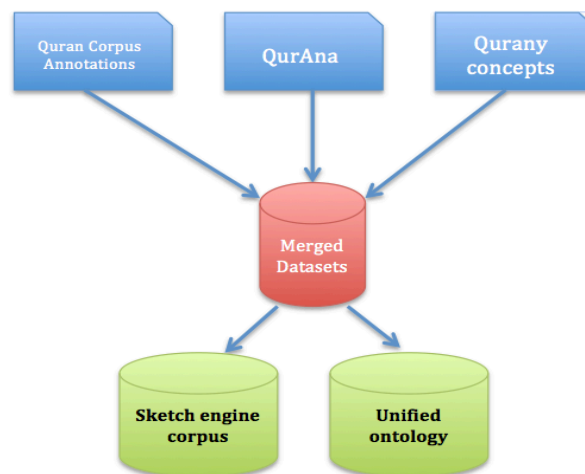 Quran Corpus
Annotations
QurAna
Qurany
concepts
Merged
Datasets
Sketch engine
corpus
Unified
ontology